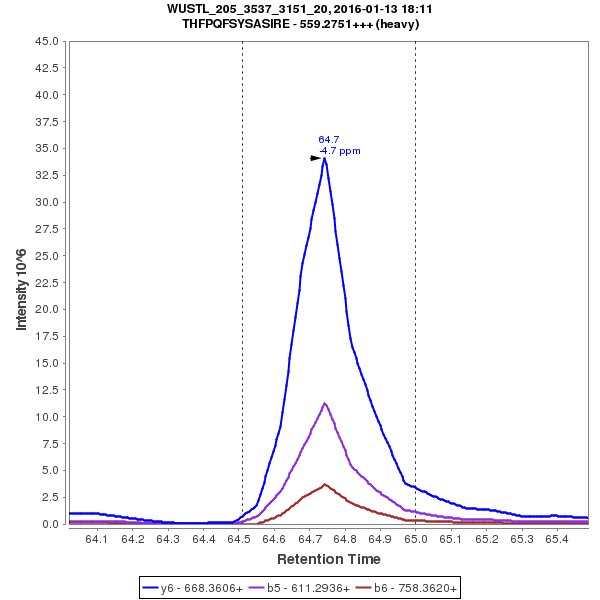 WUSTL_205_3537_3151_20, 2016-01-13 18:11
THFPQFSYSASIRE - 559.2751+++ (heavy)
45.0
42.5
40.0
37.5
35.0
32.5
30.0
27.5
25.0
22.5
20.0
17.5
15.0
12.5
10.0
7.5
5.0
2.5
0.0
Intensity 10^6
64.7
-4.7 ppm
64.1 64.2 64.3 64.4 64.5 64.6 64.7 64.8 64.9 65.0 65.1 65.2 65.3 65.4
Retention Time
y6 - 668.3606+ b5 - 611.2936+ b6 - 758.3620+